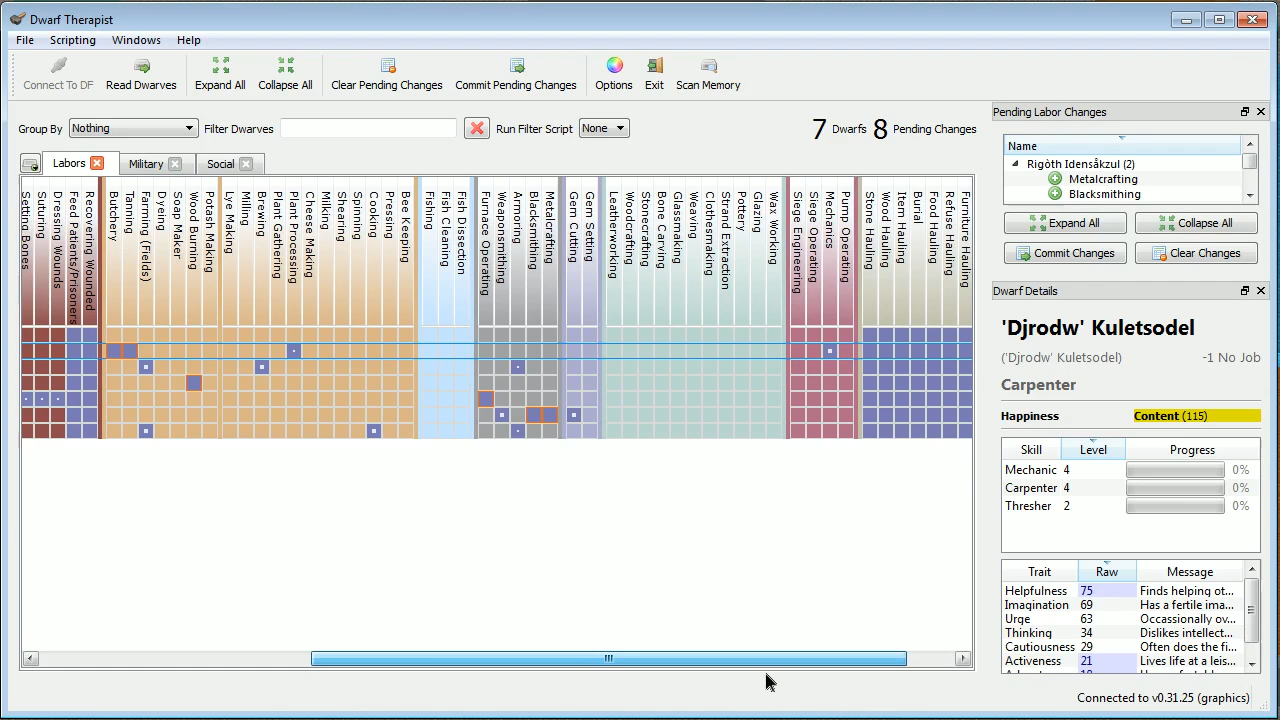 Dwarf Therapist
File Scripting Windows Help
Connect To DF Read Dwarves Expand All Collapse All Clear Pending Changes Commit Pending Changes Options Exit Scan Memory
Group By Nothing Filter Dwarves Run Filter Script None 7 Dwarfs 8 Pending Changes
Labors Military Social
Setting Bones
Suturing
Dressing Wounds
Feed Patients/Prisoners
Recovering Wounded
Butchery
Tanning
Farming (Fields)
Dyeing
Soap Maker
Wood Burning
Potash Making
Lye Making
Milling
Brewing
Plant Gathering
Plant Processing
Cheese Making
Milking
Shearing
Spinning
Cooking
Pressing
Bee Keeping
Fishing
Fish Cleaning
Fish Dissection
Furnace Operating
Weaponsmithing
Armoring
Blacksmithing
Metalcrafting
Gem Cutting
Gem Setting
Leatherworking
Woodcrafting
Stonecrafting
Bone Carving
Glassmaking
Weaving
Clothesmaking
Strand Extraction
Pottery
Glazing
Wax Working
Siege Engineering
Siege Operating
Mechanics
Pump Operating
Stone Hauling
Wood Hauling
Item Hauling
Burial
Food Hauling
Refuse Hauling
Furniture Hauling
Pending Labor Changes
Name
Rigòth Idensåkzul (2)
Metalcrafting
Blacksmithing
Expand All Collapse All
Commit Changes Clear Changes
Dwarf Details
'Djrodw' Kuletsodel
('Djrodw' Kuletsodel) -1 No Job
Carpenter
Happiness Content (115)
Skill Level Progress
Mechanic 4 0%
Carpenter 4 0%
Thresher 2 0%
Trait Raw Message
Helpfulness 75 Finds helping ot...
Imagination 69 Has a fertile ima...
Urge 63 Occassionally ov...
Thinking 34 Dislikes intellect...
Cautiousness 29 Often does the fi...
Activeness 21 Lives life at a leis...
Connected to v0.31.25 (graphics)